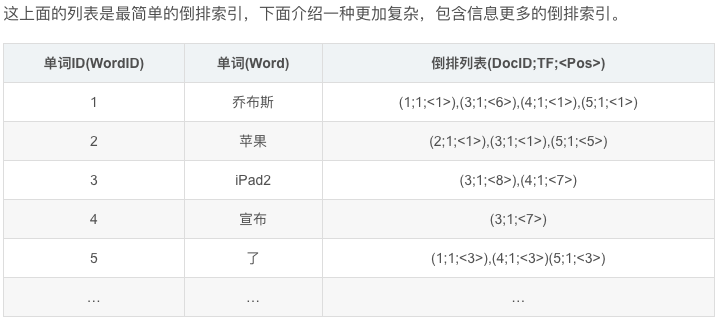 这上面的列表是最简单的倒排索引，下面介绍一种更加复杂，包含信息更多的倒排索引。
单词ID(WordID) 单词(Word) 倒排列表(DocID;TF;<Pos>)
1 乔布斯 (1;1;<1>),(3;1;<6>),(4;1;<1>),(5;1;<1>)
2 苹果 (2;1;<1>),(3;1;<1>),(5;1;<5>)
3 iPad2 (3;1;<8>),(4;1;<7>)
4 宣布 (3;1;<7>)
5 了 (1;1;<3>),(4;1;<3>)(5;1;<3>)
… … …